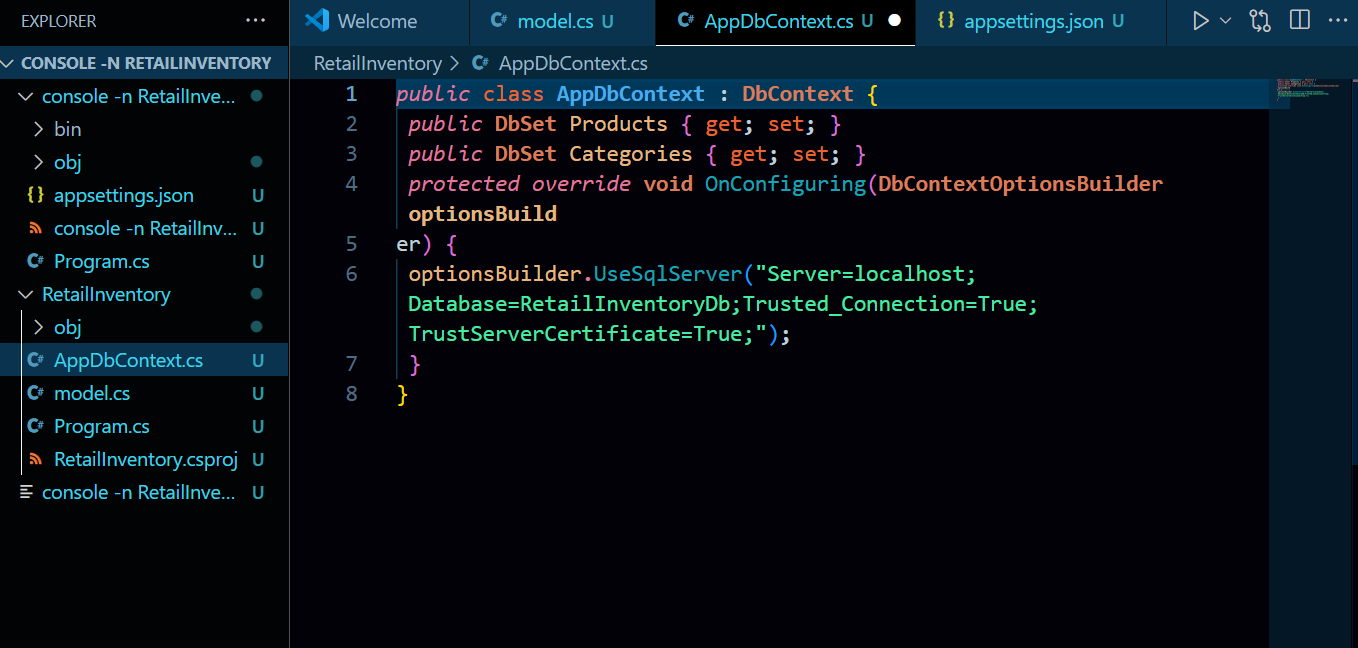 EXPLORER
Welcome
model.cs U
AppDbContext.cs U
{} appsettings.json U
CONSOLE -N RETAILINVENTORY
console -n RetailInve...
bin
obj
{} appsettings.json U
console -n RetailInv... U
C# Program.cs U
RetailInventory
obj
C# AppDbContext.cs U
C# model.cs U
C# Program.cs U
RetailInventory.csproj U
console -n RetailInve... U
RetailInventory > C# AppDbContext.cs
1 public class AppDbContext : DbContext {
2 public DbSet Products { get; set; }
3 public DbSet Categories { get; set; }
4 protected override void OnConfiguring(DbContextOptionsBuilder
optionsBuild
5 er) {
6 optionsBuilder.UseSqlServer("Server=localhost;
Database=RetailInventoryDb;Trusted_Connection=True;
TrustServerCertificate=True;");
7 }
8 }